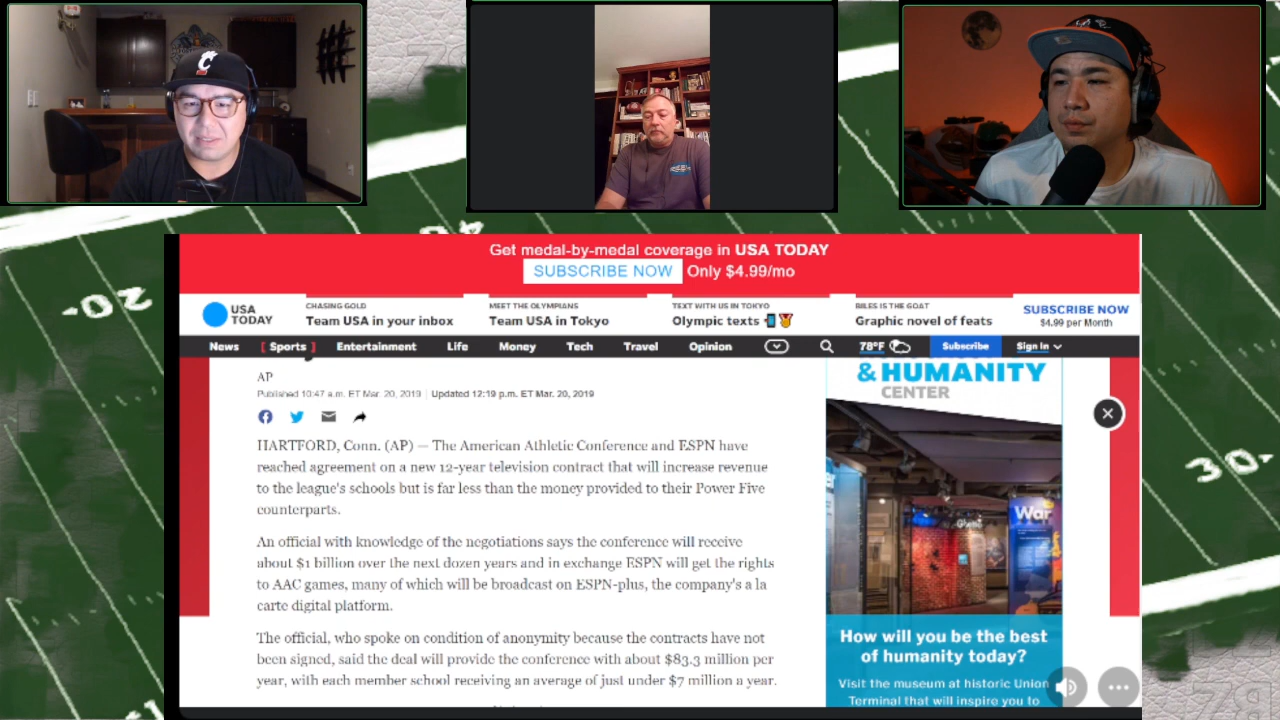 C
20
Get medal-by-medal coverage in USA TODAY
SUBSCRIBE NOW Only $4.99/mo
USA TODAY
CHASING GOLD
Team USA in your inbox
MEET THE OLYMPIANS
Team USA in Tokyo
TEXT WITH US IN TOKYO
Olympic texts
BILES IS THE GOAT
Graphic novel of feats
SUBSCRIBE NOW
$4.99 per Month
News [ Sports ] Entertainment Life Money Tech Travel Opinion 78°F Subscribe Sign In
AP
Published 10:47 a.m. ET Mar. 20, 2019 | Updated 12:19 p.m. ET Mar. 20, 2019
HARTFORD, Conn. (AP) — The American Athletic Conference and ESPN have
reached agreement on a new 12-year television contract that will increase revenue
to the league's schools but is far less than the money provided to their Power Five
counterparts.
An official with knowledge of the negotiations says the conference will receive
about $1 billion over the next dozen years and in exchange ESPN will get the rights
to AAC games, many of which will be broadcast on ESPN-plus, the company's a la
carte digital platform.
The official, who spoke on condition of anonymity because the contracts have not
been signed, said the deal will provide the conference with about $83.3 million per
year, with each member school receiving an average of just under $7 million a year.
& HUMANITY
CENTER
War
How will you be the best
of humanity today?
Visit the museum at historic Union
Terminal that will inspire you to
30